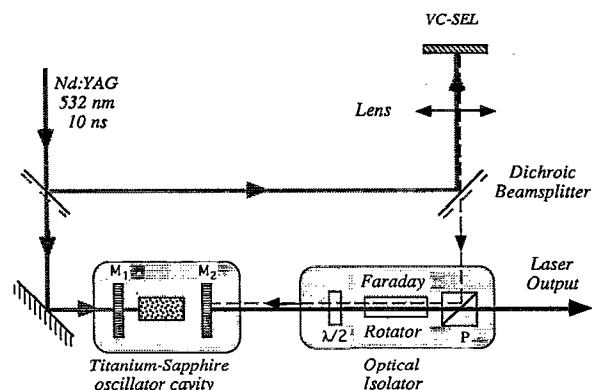 VC-SEL
Nd:YAG
532 nm
10 ns
Lens
Dichroic
Beamsplitter
M1
M2
Faraday
Laser
Output
λ/2
Rotator
P
Titanium-Sapphire
oscillator cavity
Optical
Isolator